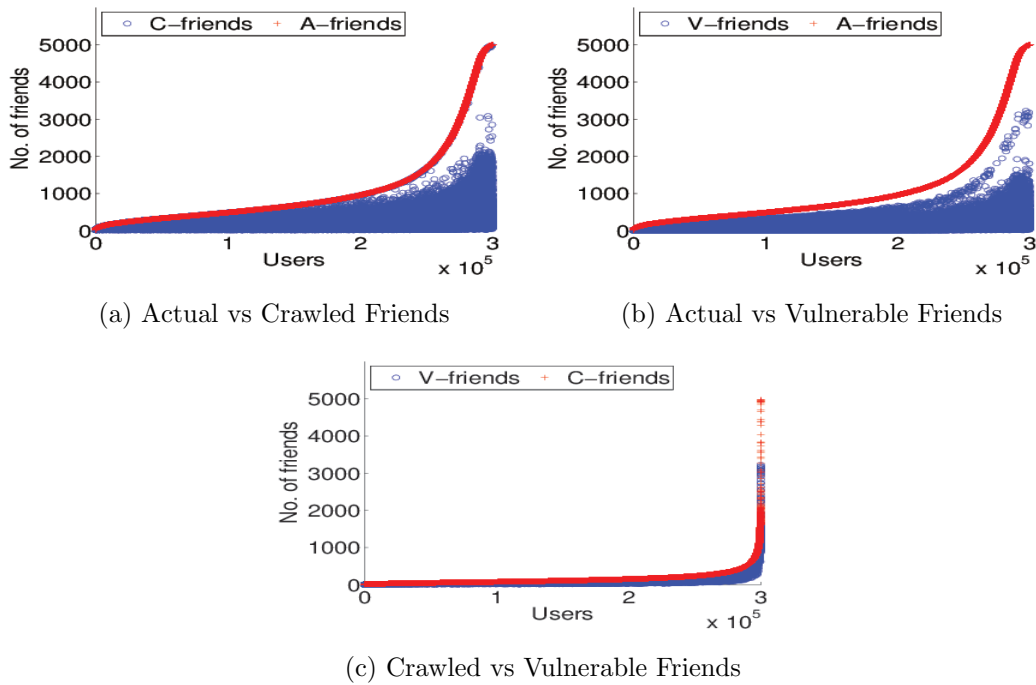 C-friends A-friends
5000
4000
3000
2000
1000
0
No. of friends
0 1 2 3
Users
x 10^5
(a) Actual vs Crawled Friends
V-friends A-friends
5000
4000
3000
2000
1000
0
No. of friends
0 1 2 3
Users
x 10^5
(b) Actual vs Vulnerable Friends
V-friends C-friends
5000
4000
3000
2000
1000
0
No. of friends
0 1 2 3
Users
x 10^5
(c) Crawled vs Vulnerable Friends